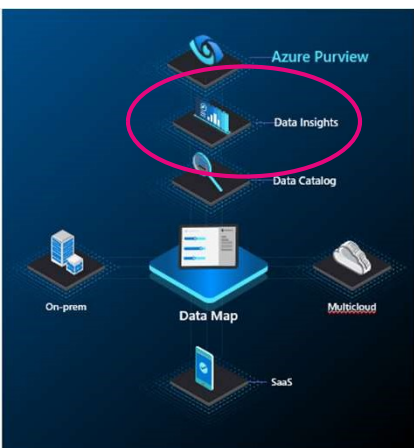 Azure Purview
Data Insights
Data Catalog
On-prem
Data Map
Multicloud
SaaS